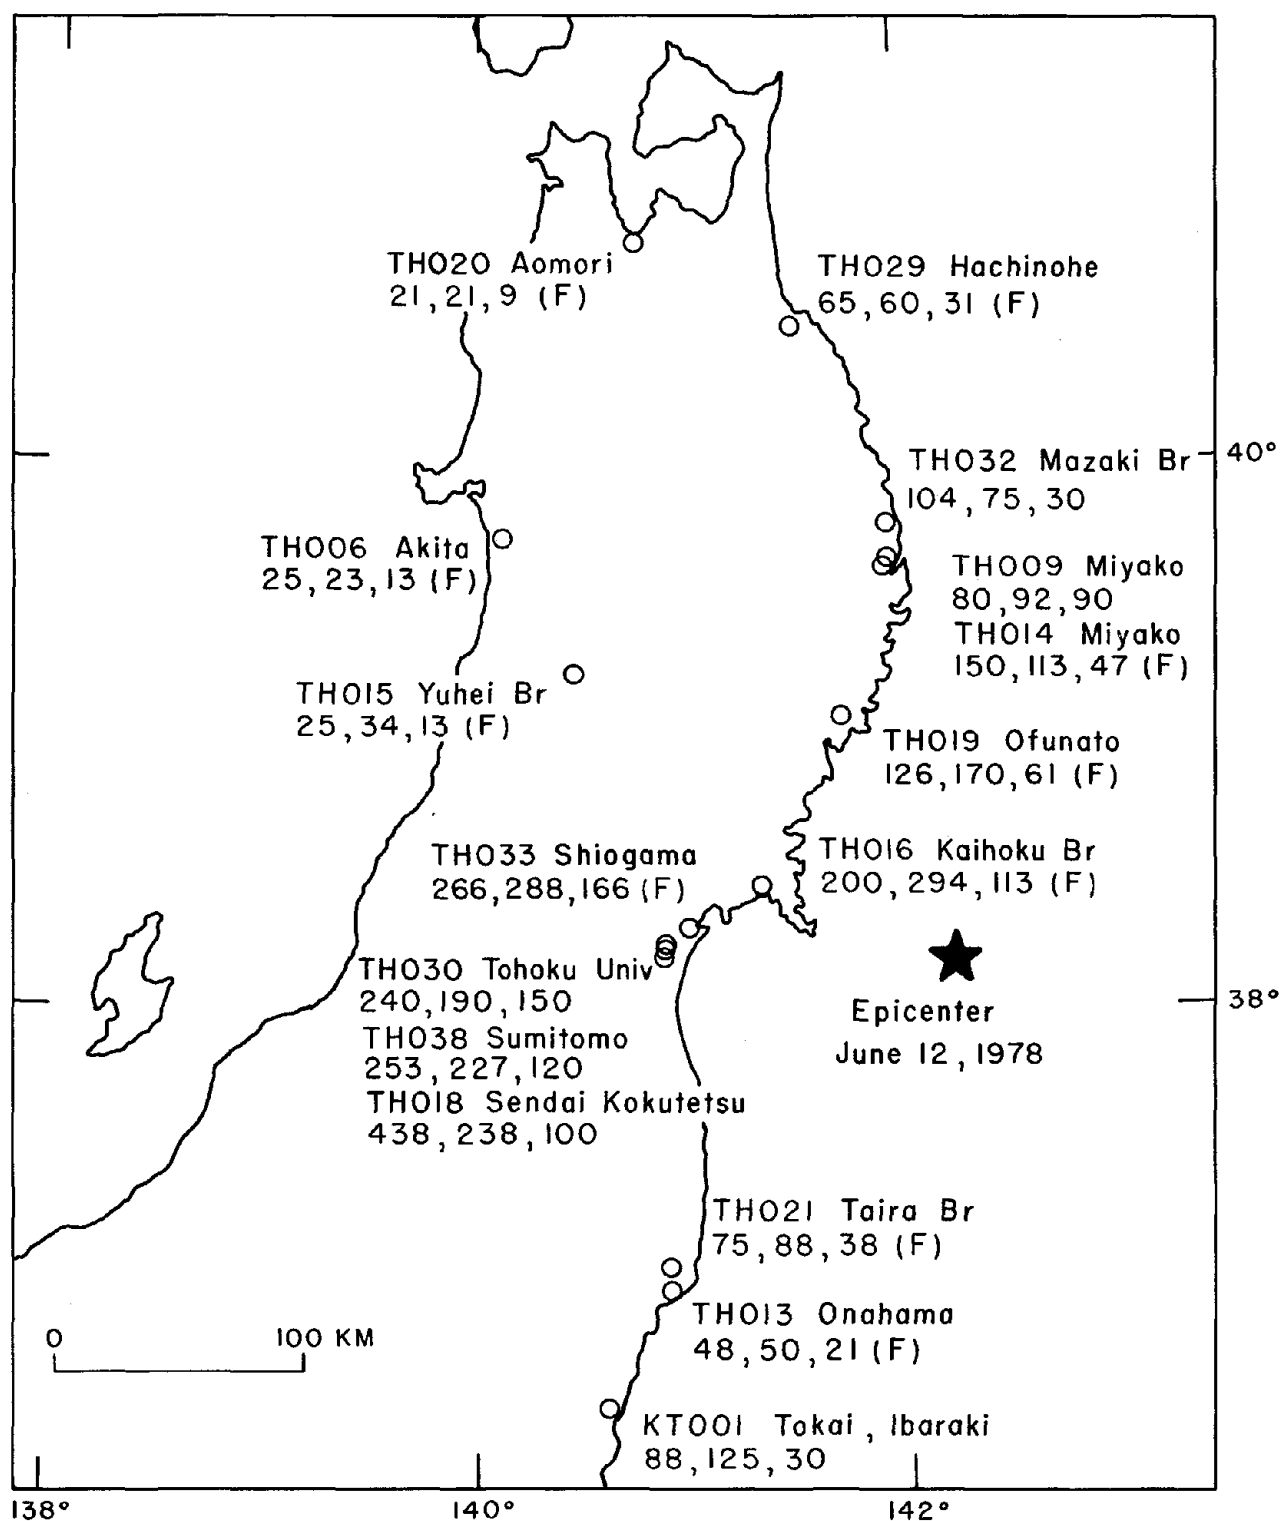 TH020 Aomori
21, 21, 9 (F)
TH029 Hachinohe
65, 60, 31 (F)
40°
TH032 Mazaki Br
104, 75, 30
TH006 Akita
25, 23, 13 (F)
TH009 Miyako
80, 92, 90
TH014 Miyako
150, 113, 47 (F)
TH015 Yuhei Br
25, 34, 13 (F)
TH019 Ofunato
126, 170, 61 (F)
TH033 Shiogama
266, 288, 166 (F)
TH016 Kaihoku Br
200, 294, 113 (F)
TH030 Tohoku Univ
240, 190, 150
TH038 Sumitomo
253, 227, 120
TH018 Sendai Kokutetsu
438, 238, 100
38°
Epicenter
June 12, 1978
TH021 Taira Br
75, 88, 38 (F)
TH013 Onahama
48, 50, 21 (F)
0 100 KM
KT001 Tokai, Ibaraki
88, 125, 30
138° 140° 142°